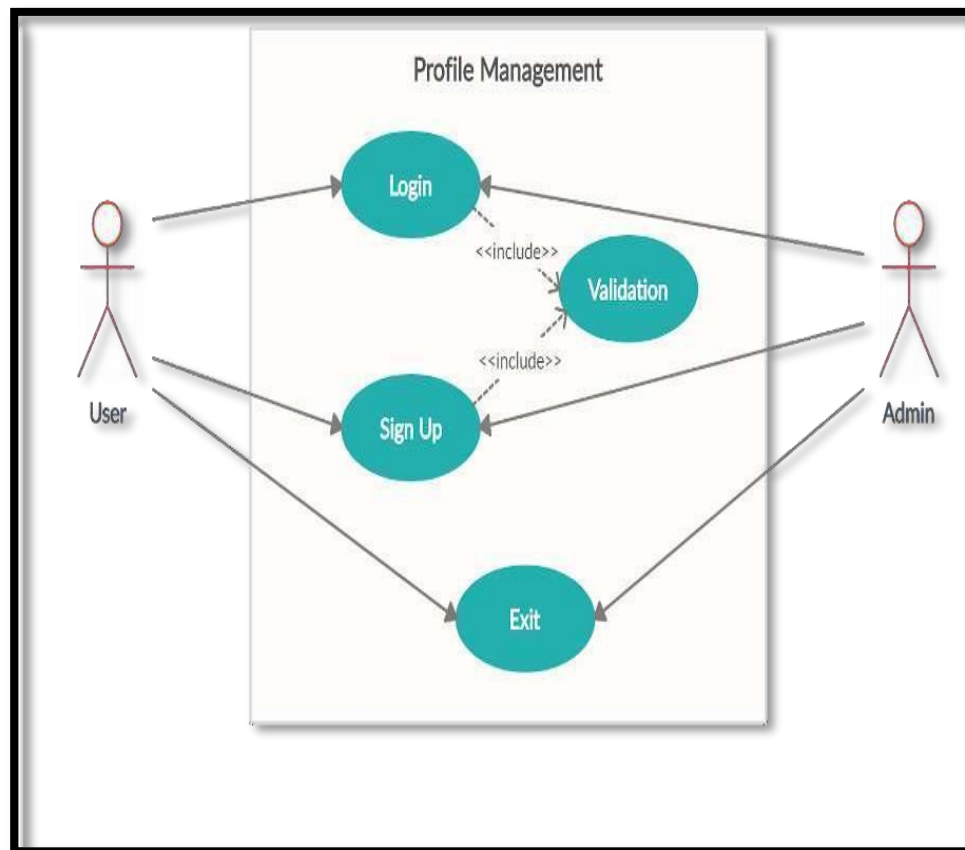 Profile Management
Login
<<include>>
Validation
<<include>>
Sign Up
User
Admin
Exit